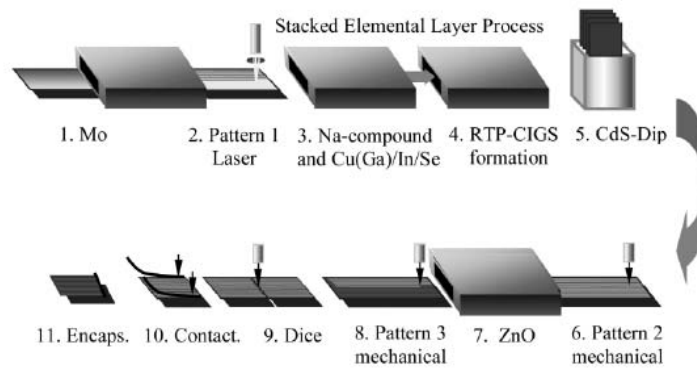 Stacked Elemental Layer Process
1. Mo
2. Pattern 1
Laser
3. Na-compound
and Cu(Ga)/In/Se
4. RTP-CIGS
formation
5. CdS-Dip
11. Encaps.
10. Contact.
9. Dice
8. Pattern 3
mechanical
7. ZnO
6. Pattern 2
mechanical